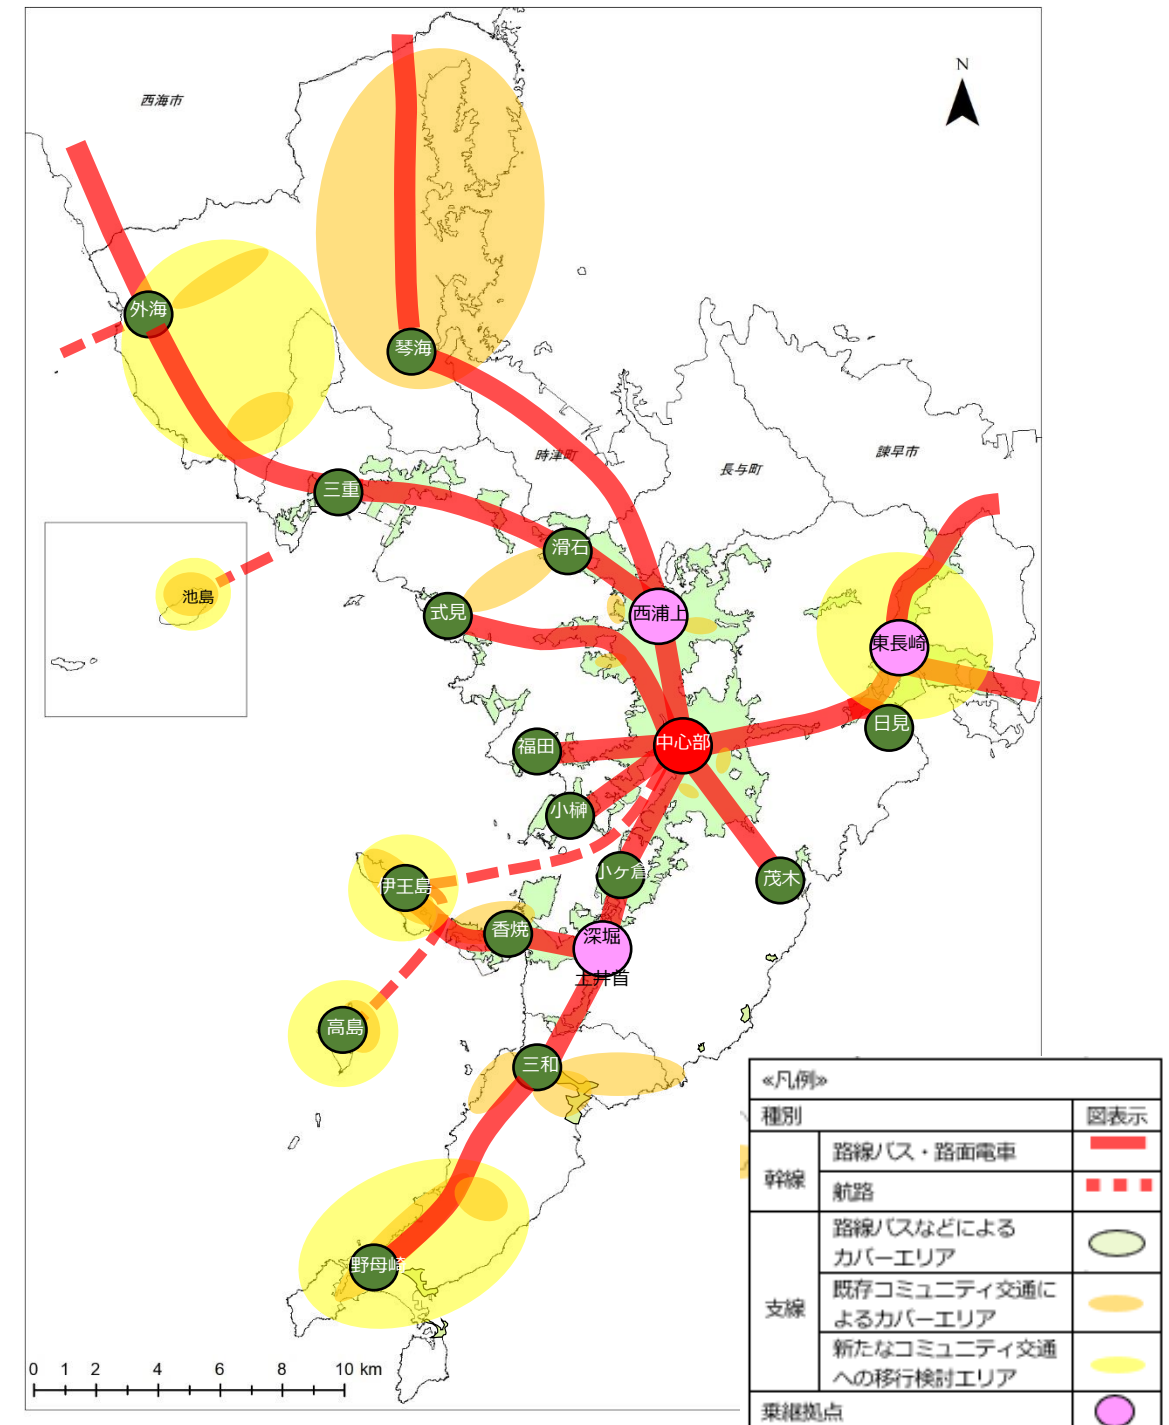 N
西海市
外海
琴海
時津町
長与町
諫早市
三重
滑石
池島
式見
西浦上
東長崎
日見
福田
中心部
小榊
小ヶ倉
茂木
伊王島
香焼
深堀
土井首
高島
三和
野母崎
0 1 2 4 6 8 10 km
≪凡例≫
種別 図表示
幹線
路線バス・路面電車
航路
支線
路線バスなどによる
カバーエリア
既存コミュニティ交通に
よるカバーエリア
新たなコミュニティ交通
への移行検討エリア
乗継拠点